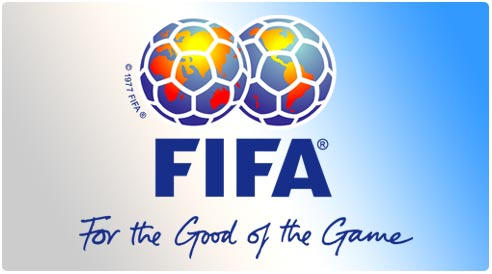 © 1977 FIFA ®
FIFA®
For the Good of the Game